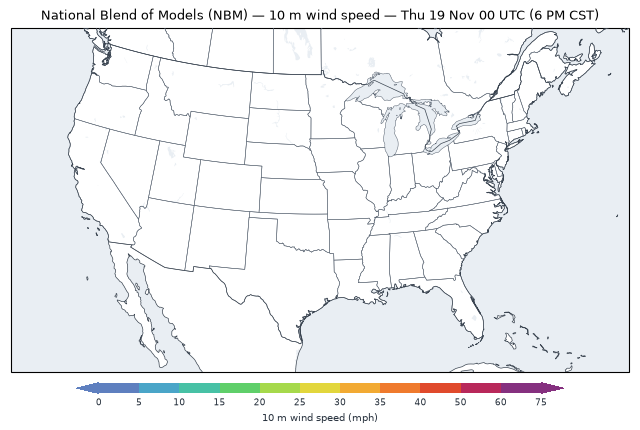 National Blend of Models (NBM) — 10 m wind speed — Thu 19 Nov 00 UTC (6 PM CST)
0 5 10 15 20 25 30 35 40 50 60 75
10 m wind speed (mph)